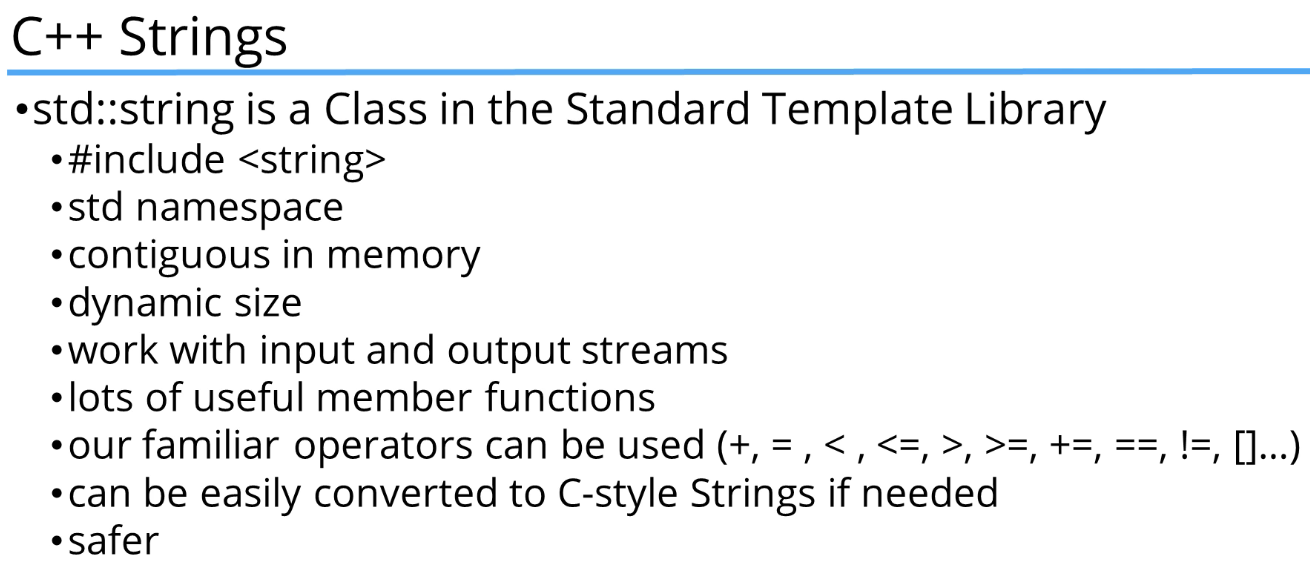 C++ Strings
•std::string is a Class in the Standard Template Library
•#include <string>
•std namespace
•contiguous in memory
•dynamic size
•work with input and output streams
•lots of useful member functions
•our familiar operators can be used (+, = , < , <=, >, >=, +=, ==, !=, []...)
•can be easily converted to C-style Strings if needed
•safer